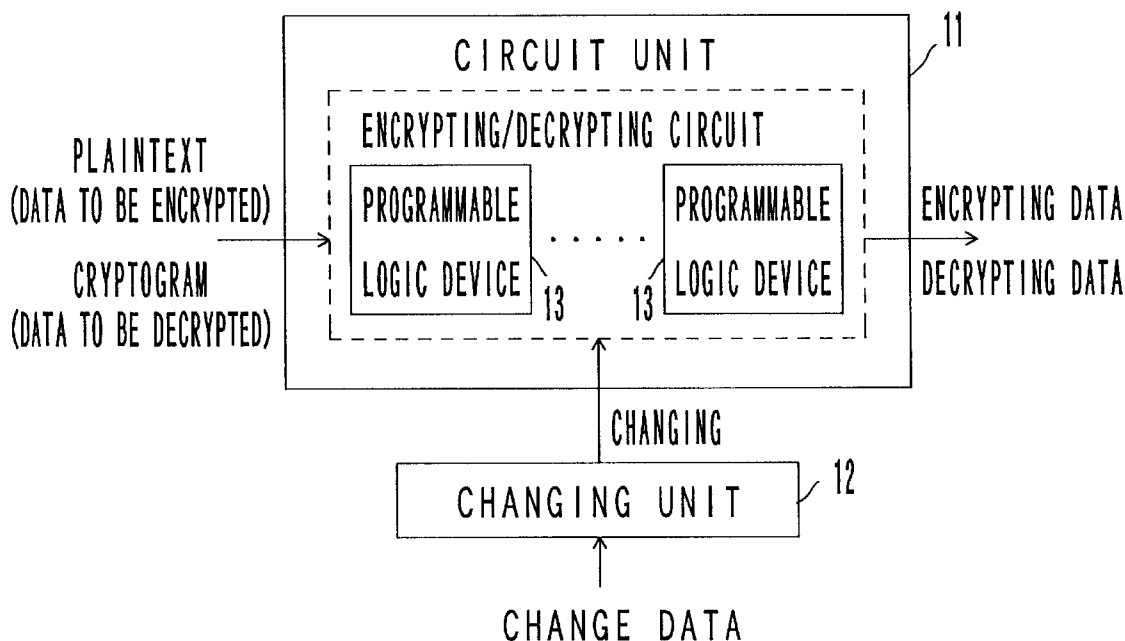 11
CIRCUIT UNIT
ENCRYPTING/DECRYPTING CIRCUIT
PLAINTEXT
(DATA TO BE ENCRYPTED)
CRYPTOGRAM
(DATA TO BE DECRYPTED)
PROGRAMMABLE
LOGIC DEVICE
13
.....
PROGRAMMABLE
LOGIC DEVICE
13
ENCRYPTING DATA
DECRYPTING DATA
CHANGING
CHANGING UNIT
12
CHANGE DATA